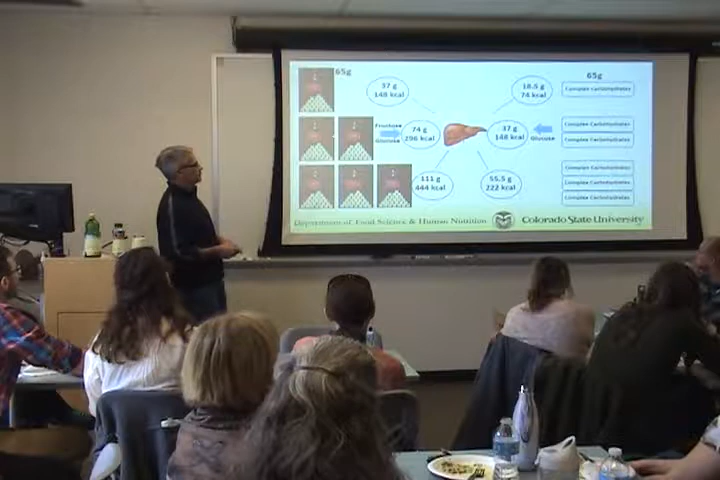 65g
37 g
148 kcal
18.5 g
74 kcal
65g
Complex Carbohydrates
Fructose
Glucose
74 g
296 kcal
37 g
148 kcal
Glucose
Complex Carbohydrates
Complex Carbohydrates
111 g
444 kcal
55.5 g
222 kcal
Complex Carbohydrates
Complex Carbohydrates
Complex Carbohydrates
Department of Food Science & Human Nutrition
Colorado State University